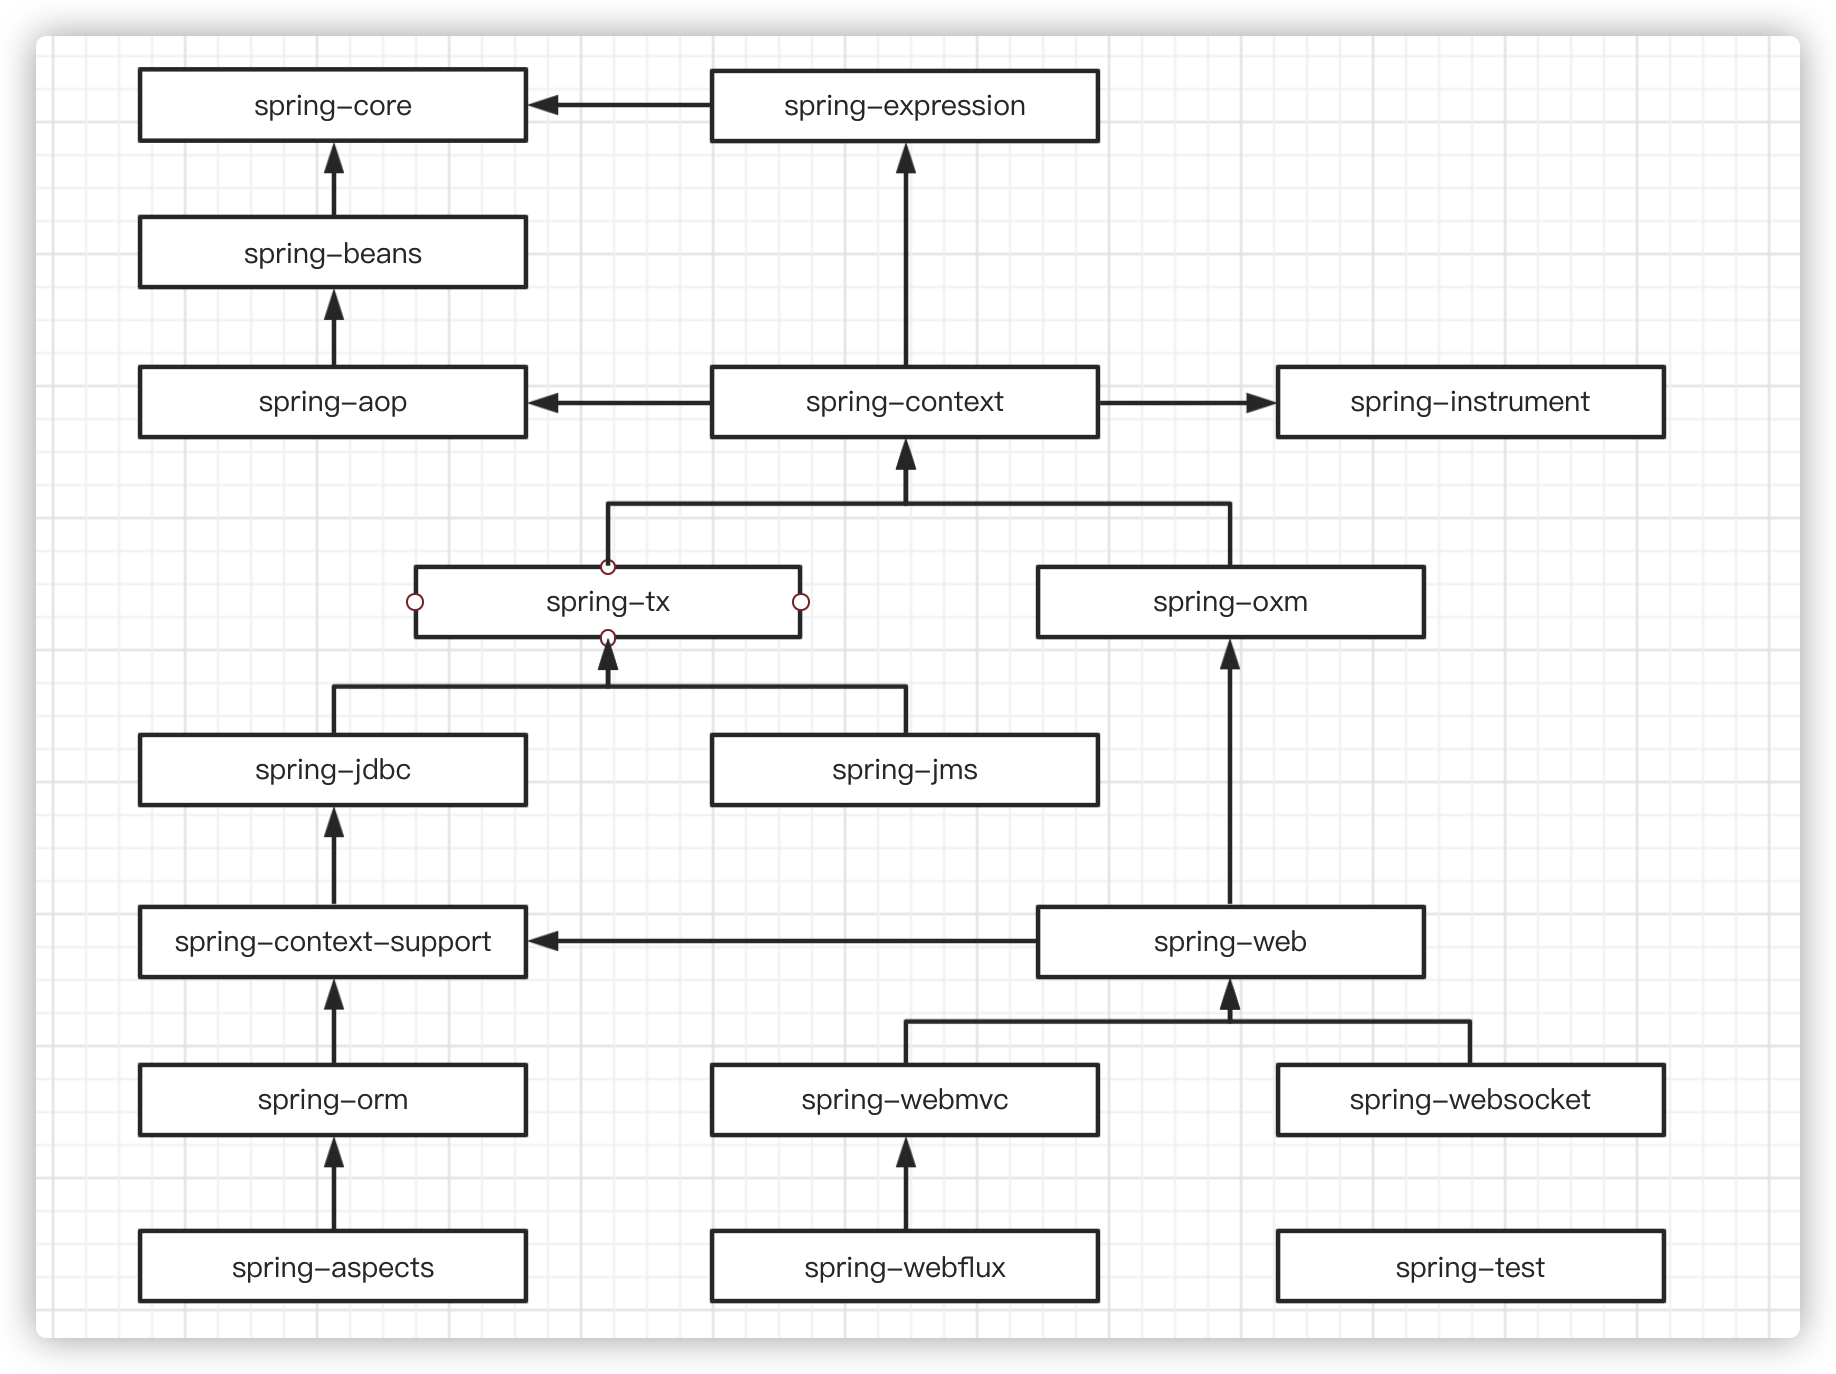 spring-core
spring-expression
spring-beans
spring-aop
spring-context
spring-instrument
spring-tx
spring-oxm
spring-jdbc
spring-jms
spring-context-support
spring-web
spring-orm
spring-webmvc
spring-websocket
spring-aspects
spring-webflux
spring-test